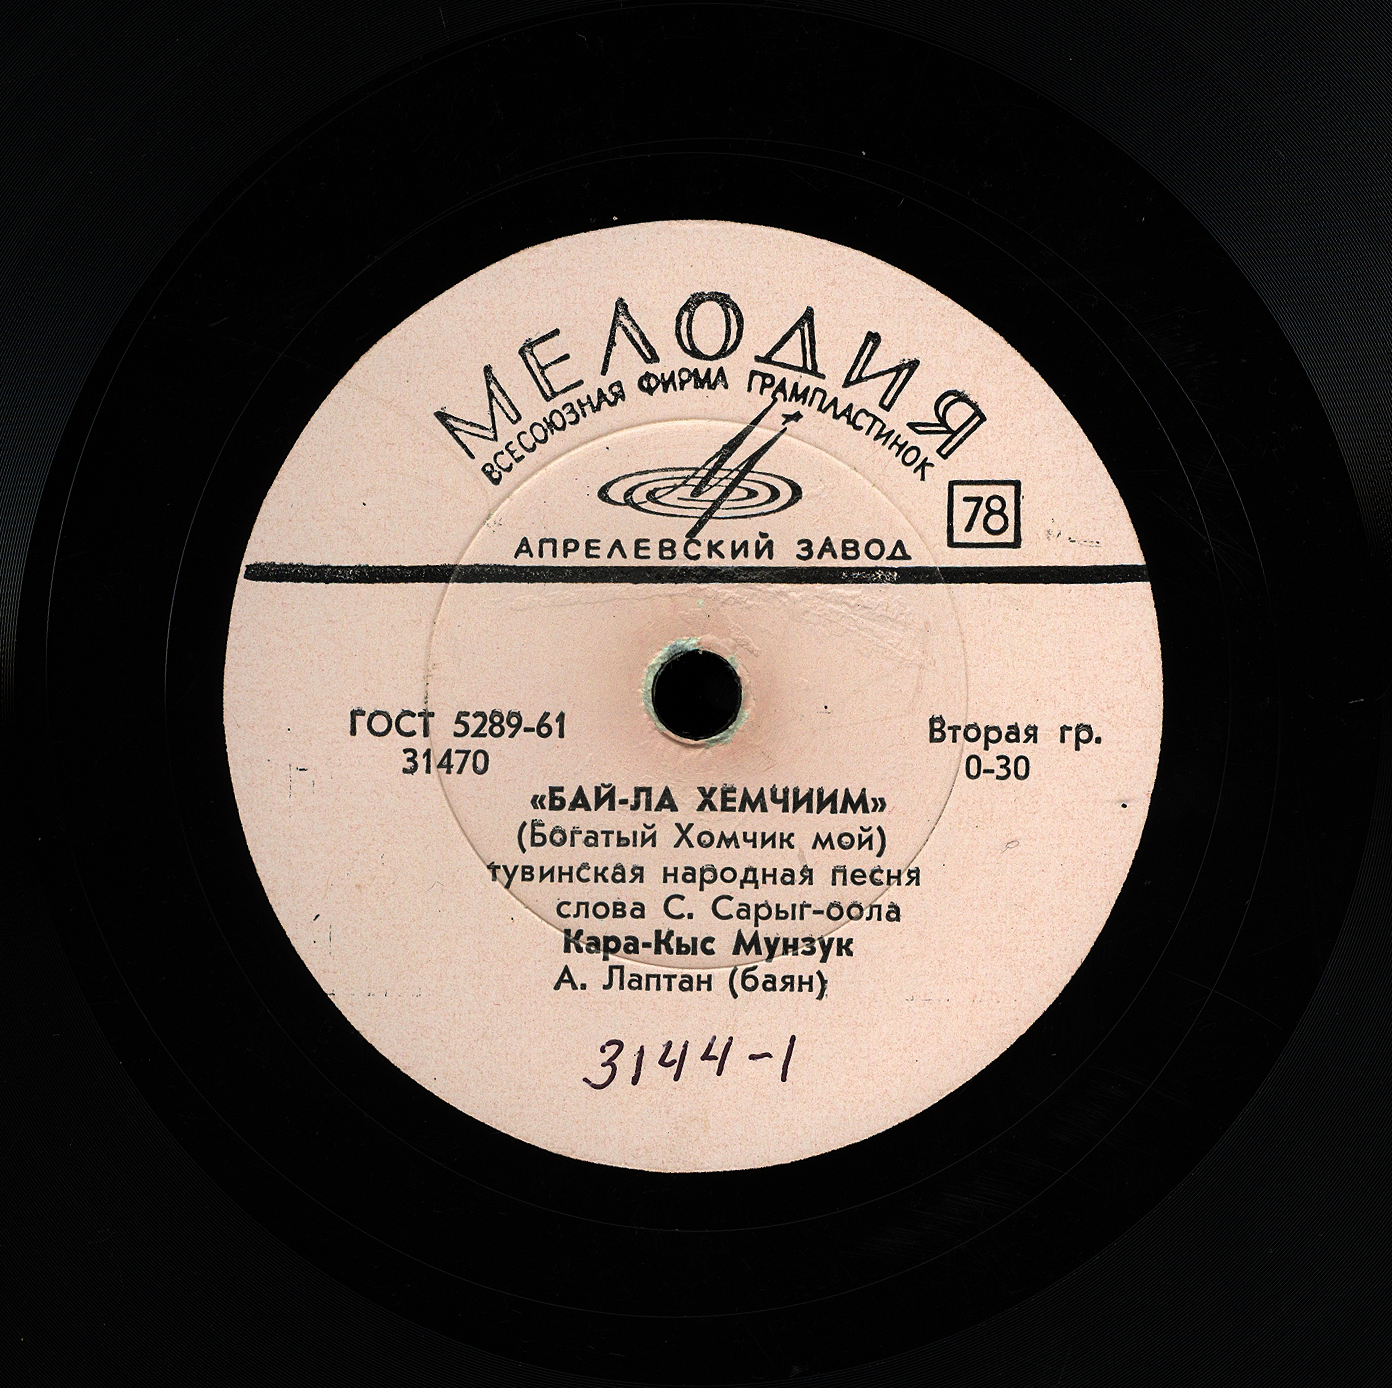 МЕЛОДИЯ
ВСЕСОЮЗНАЯ ФИРМА ГРАМПЛАСТИНОК
78
АПРЕЛЕВСКИЙ ЗАВОД
ГОСТ 5289-61
31470
Вторая гр.
0-30
«БАЙ-ЛА ХЕМЧИИМ»
(Богатый Хомчик мой)
тувинская народная песня
слова С. Сарыг-оола
Кара-Кыс Мунзук
А. Лаптан (баян)
3144-1